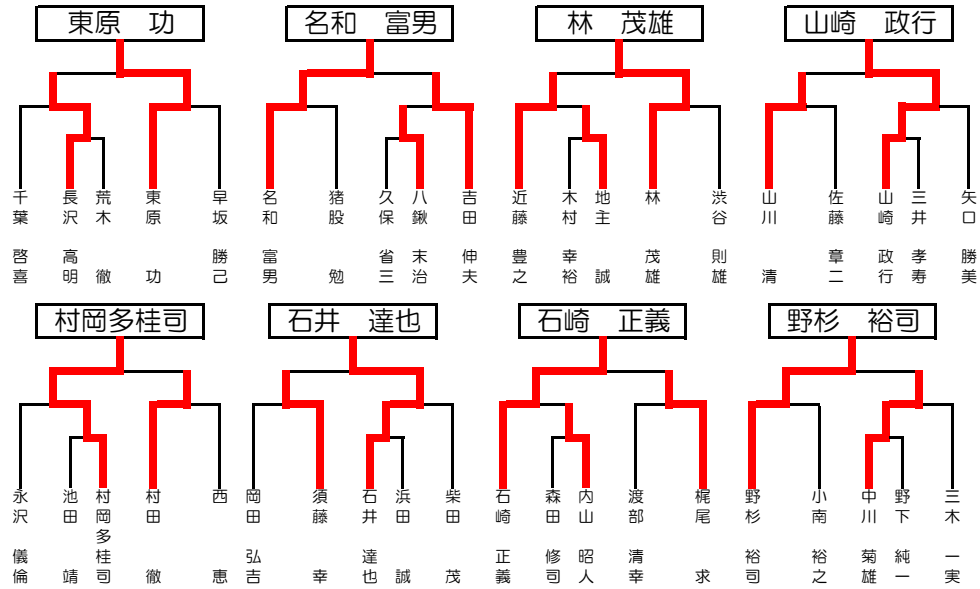 東原　功
名和　富男
林　茂雄
山崎　政行
千葉　啓喜
長沢　高明
荒木　徹
東原　功
早坂　勝己
名和　富男
猪股　勉
久保　省三
八鍬　末治
吉田　伸夫
近藤　豊之
木村　幸裕
地主　誠
林　茂雄
渋谷　則雄
山川　清
佐藤　章二
山崎　政行
三井　孝寿
矢口　勝美
村岡多桂司
石井　達也
石崎　正義
野杉　裕司
永沢　儀倫
池田　靖
村岡多桂司
村田　徹
西　恵
岡田　弘吉
須藤　幸
石井　達也
浜田　誠
柴田　茂
石崎　正義
森田　修司
内山　昭人
渡部　清幸
梶尾　求
野杉　裕司
小南　裕之
中川　菊雄
野下　純一
三木　一実